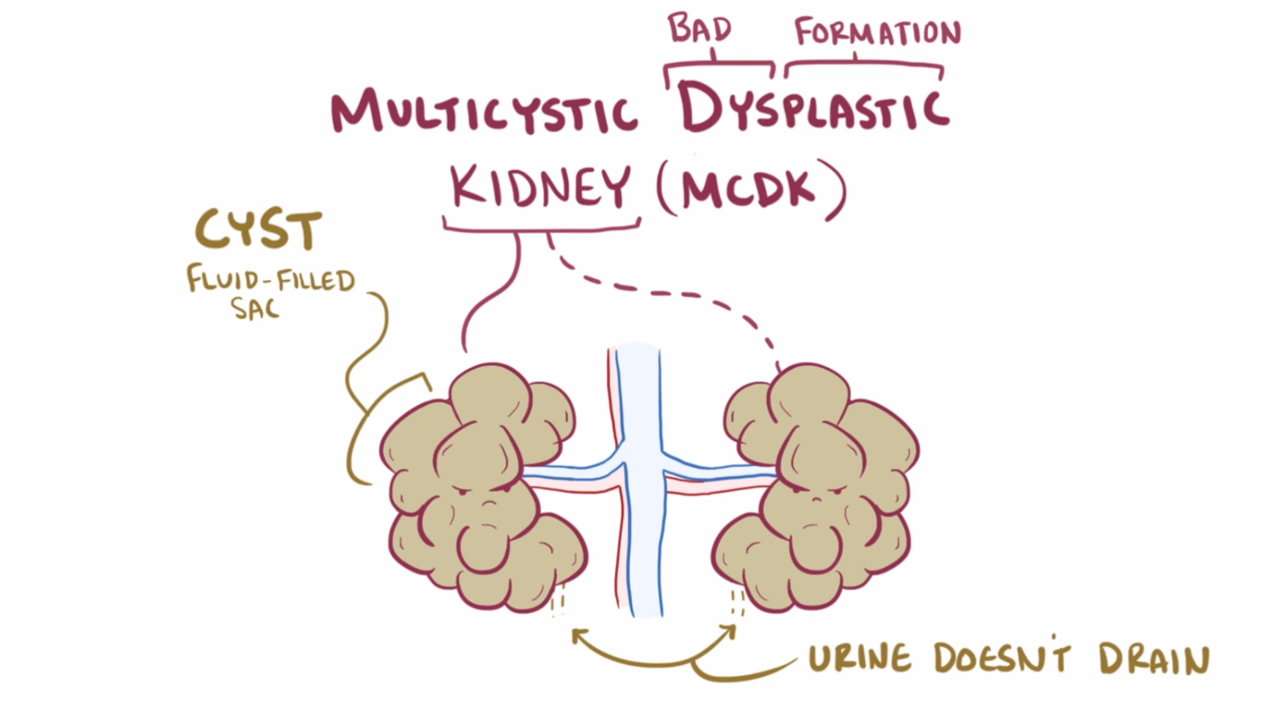 BAD FORMATION
MULTICYSTIC DYSPLASTIC
KIDNEY (MCDK)
CYST
FLUID-FILLED
SAC
URINE DOESN'T DRAIN